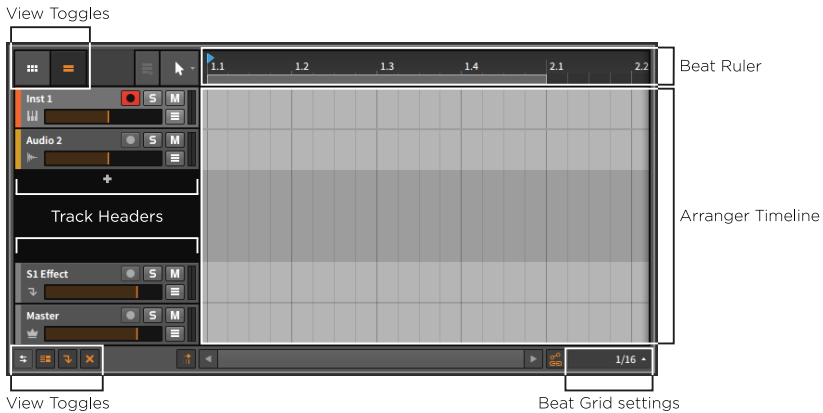 View Toggles
1.1 1.2 1.3 1.4 2.1 2.2
Beat Ruler
Inst 1 S M
Audio 2 S M
+
Track Headers
Arranger Timeline
S1 Effect S M
Master S M
1/16
View Toggles
Beat Grid settings